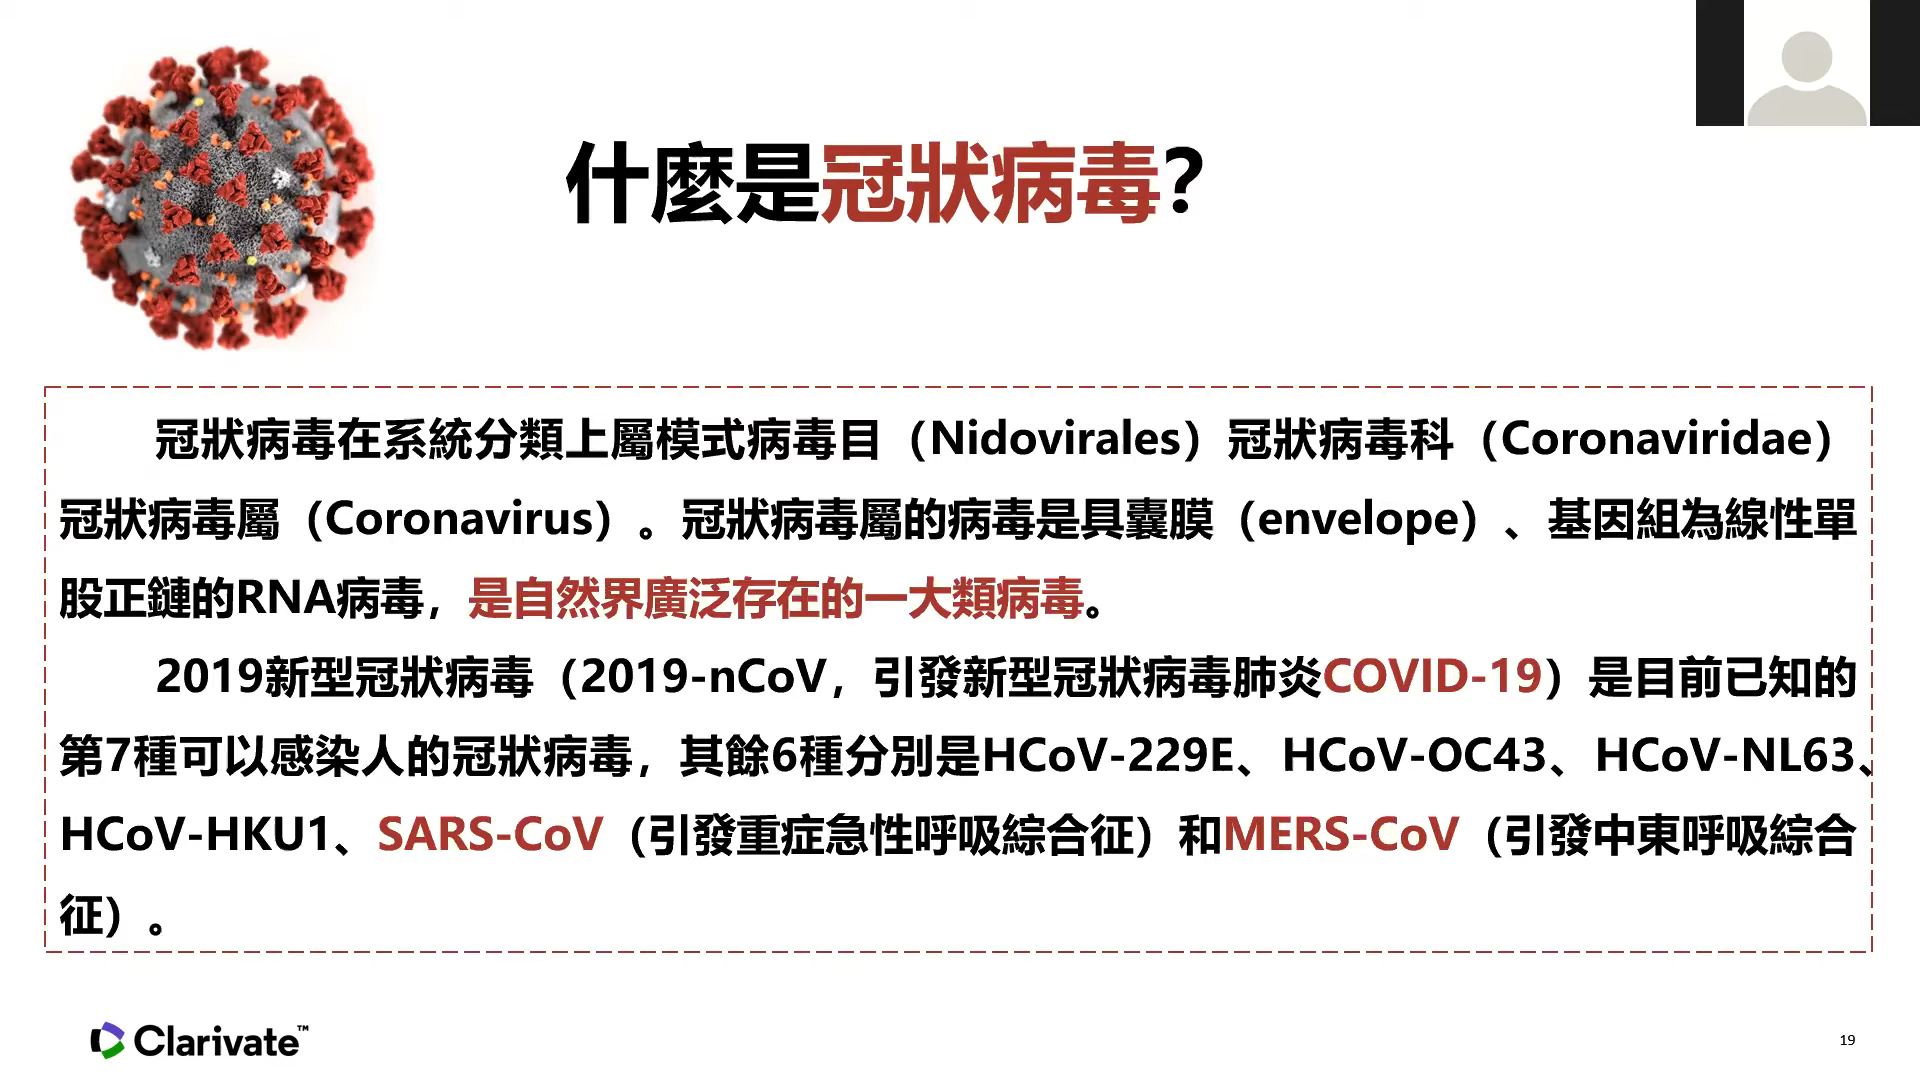 什麼是冠狀病毒?
冠狀病毒在系統分類上屬模式病毒目（Nidovirales）冠狀病毒科（Coronaviridae）
冠狀病毒屬（Coronavirus）。冠狀病毒屬的病毒是具囊膜（envelope）、基因組為線性單
股正鏈的RNA病毒，是自然界廣泛存在的一大類病毒。
2019新型冠狀病毒（2019-nCoV，引發新型冠狀病毒肺炎COVID-19）是目前已知的
第7種可以感染人的冠狀病毒，其餘6種分別是HCoV-229E、HCoV-OC43、HCoV-NL63、
HCoV-HKU1、SARS-CoV（引發重症急性呼吸綜合征）和MERS-CoV（引發中東呼吸綜合
征）。
Clarivate™
19